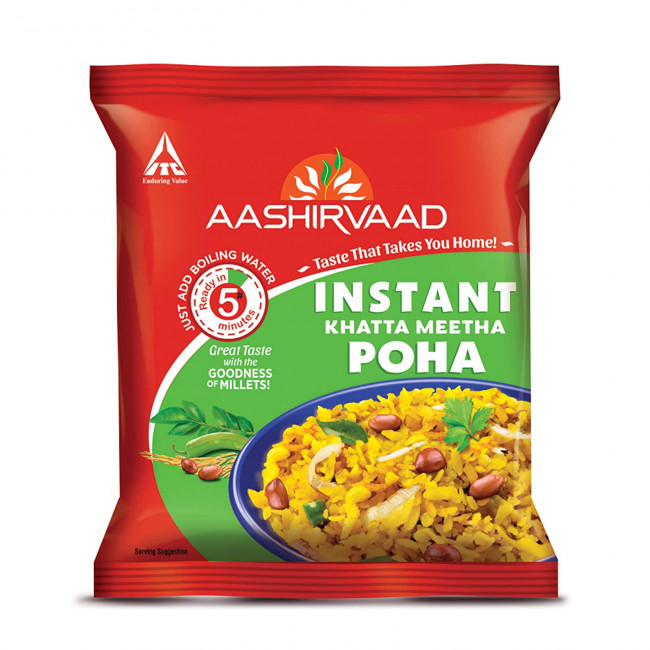 ITC
Enduring Value
AASHIRVAAD
Taste That Takes You Home!
JUST ADD BOILING WATER
Ready in
5#
minutes
INSTANT
KHATTA MEETHA
POHA
Great Taste
with the
GOODNESS
OF MILLETS!
Serving Suggestion